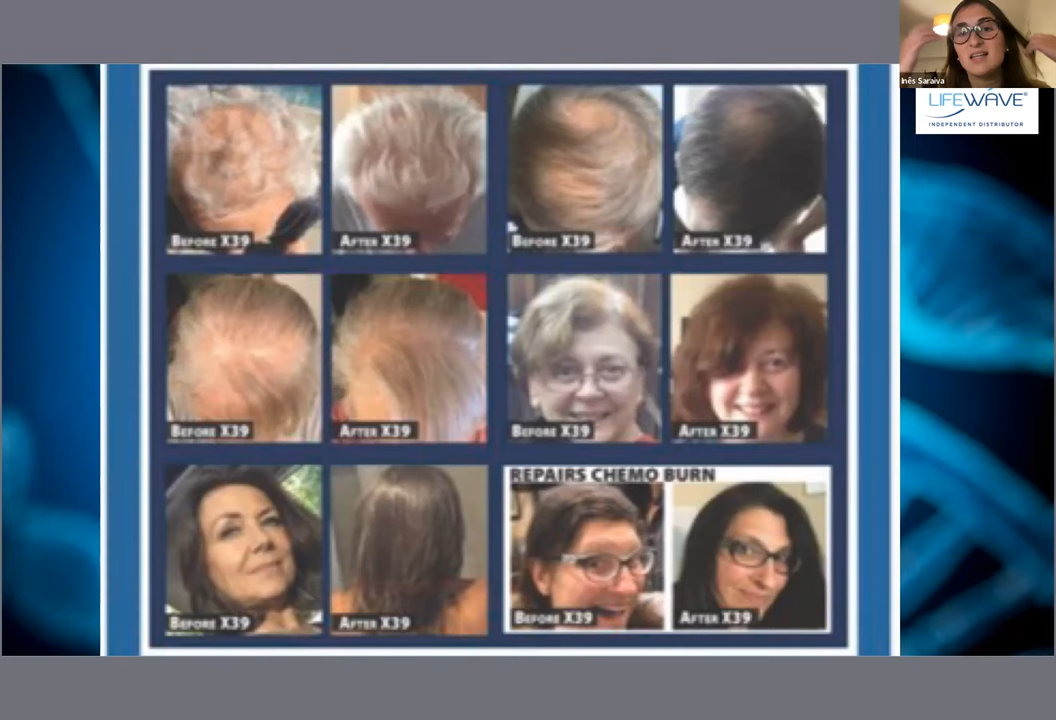 Inês Saraiva
LIFEWAVE®
INDEPENDENT DISTRIBUTOR
BEFORE X39
AFTER X39
BEFORE X39
AFTER X39
BEFORE X39
AFTER X39
BEFORE X39
AFTER X39
REPAIRS CHEMO BURN
BEFORE X39
AFTER X39
BEFORE X39
AFTER X39